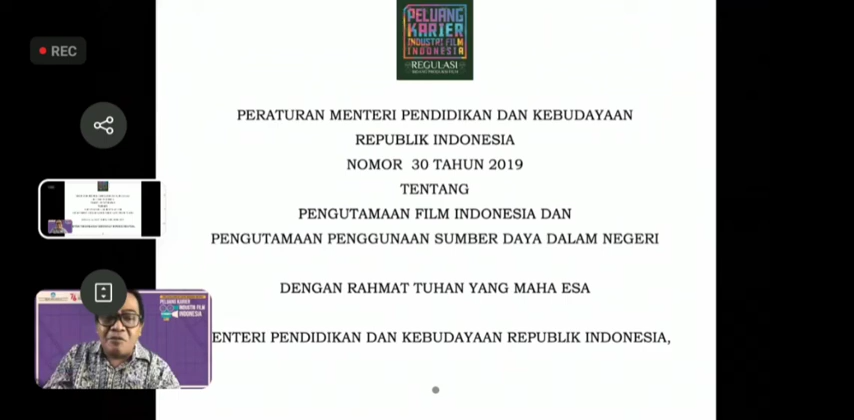 REC
PELUANG
KARIER
INDUSTRI FILM
INDONESIA
REGULASI
PERATURAN MENTERI PENDIDIKAN DAN KEBUDAYAAN
REPUBLIK INDONESIA
NOMOR 30 TAHUN 2019
TENTANG
PENGUTAMAAN FILM INDONESIA DAN
PENGUTAMAAN PENGGUNAAN SUMBER DAYA DALAM NEGERI
DENGAN RAHMAT TUHAN YANG MAHA ESA
ENTERI PENDIDIKAN DAN KEBUDAYAAN REPUBLIK INDONESIA,
PELUANG KARIER
INDUSTRI FILM
INDONESIA